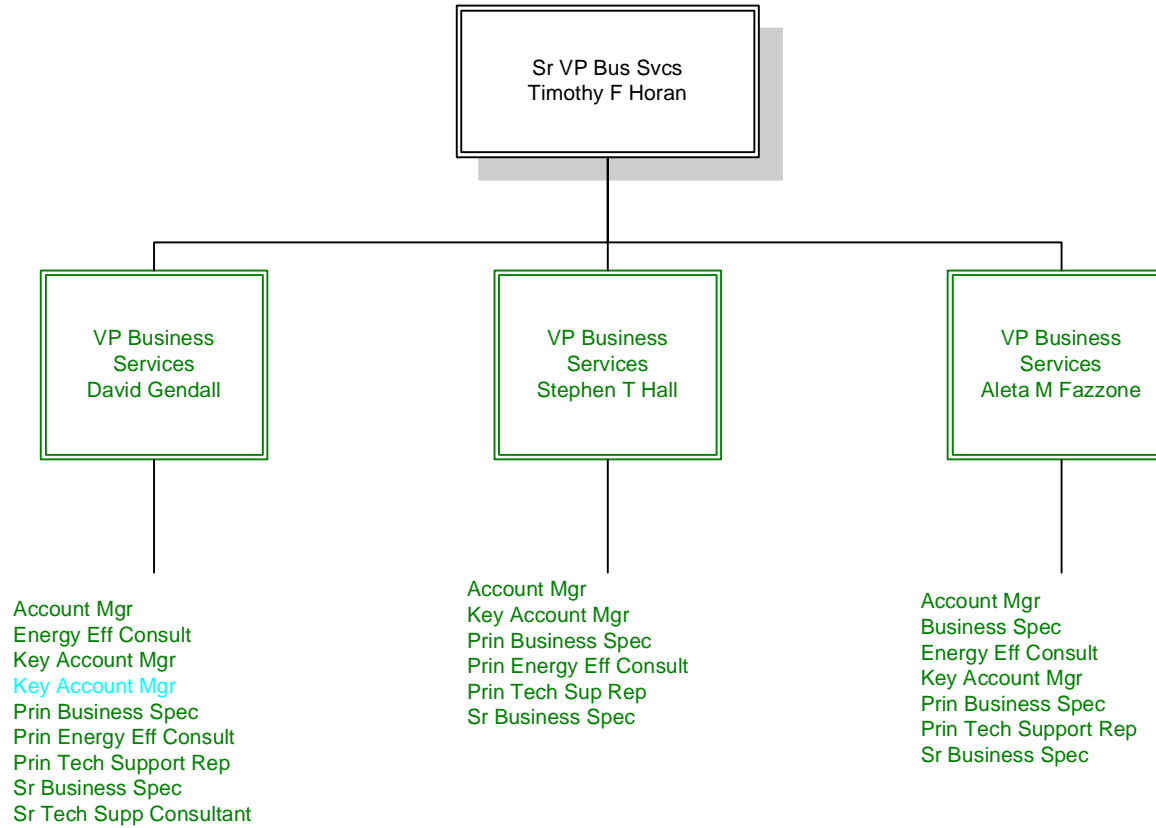 Sr VP Bus Svcs
Timothy F Horan
VP Business
Services
David Gendall
VP Business
Services
Stephen T Hall
VP Business
Services
Aleta M Fazzone
Account Mgr
Energy Eff Consult
Key Account Mgr
Key Account Mgr
Prin Business Spec
Prin Energy Eff Consult
Prin Tech Support Rep
Sr Business Spec
Sr Tech Supp Consultant
Account Mgr
Key Account Mgr
Prin Business Spec
Prin Energy Eff Consult
Prin Tech Sup Rep
Sr Business Spec
Account Mgr
Business Spec
Energy Eff Consult
Key Account Mgr
Prin Business Spec
Prin Tech Support Rep
Sr Business Spec